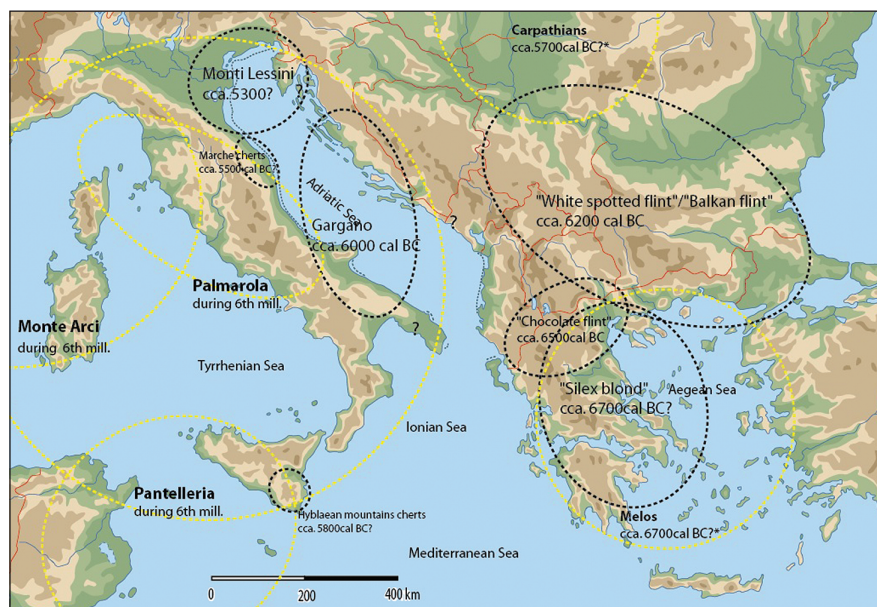 Carpathians
cca.5700cal BC?*
Monti Lessini
cca.5300?
?
Marche cherts
cca. 5500cal BC?
Adriatic Sea
Gargano
cca. 6000 cal BC
?
"White spotted flint"/"Balkan flint"
cca. 6200 cal BC
Palmarola
during 6th mill.
Monte Arci
during 6th mill.
?
"Chocolate flint"
cca. 6500cal BC
Tyrrhenian Sea
"Silex blond"
cca. 6700cal BC?
Aegean Sea
Ionian Sea
Pantelleria
during 6th mill.
Hyblaean mountains cherts
cca. 5800cal BC?
Melos
cca. 6700cal BC?*
Mediterranean Sea
0
200
400 km